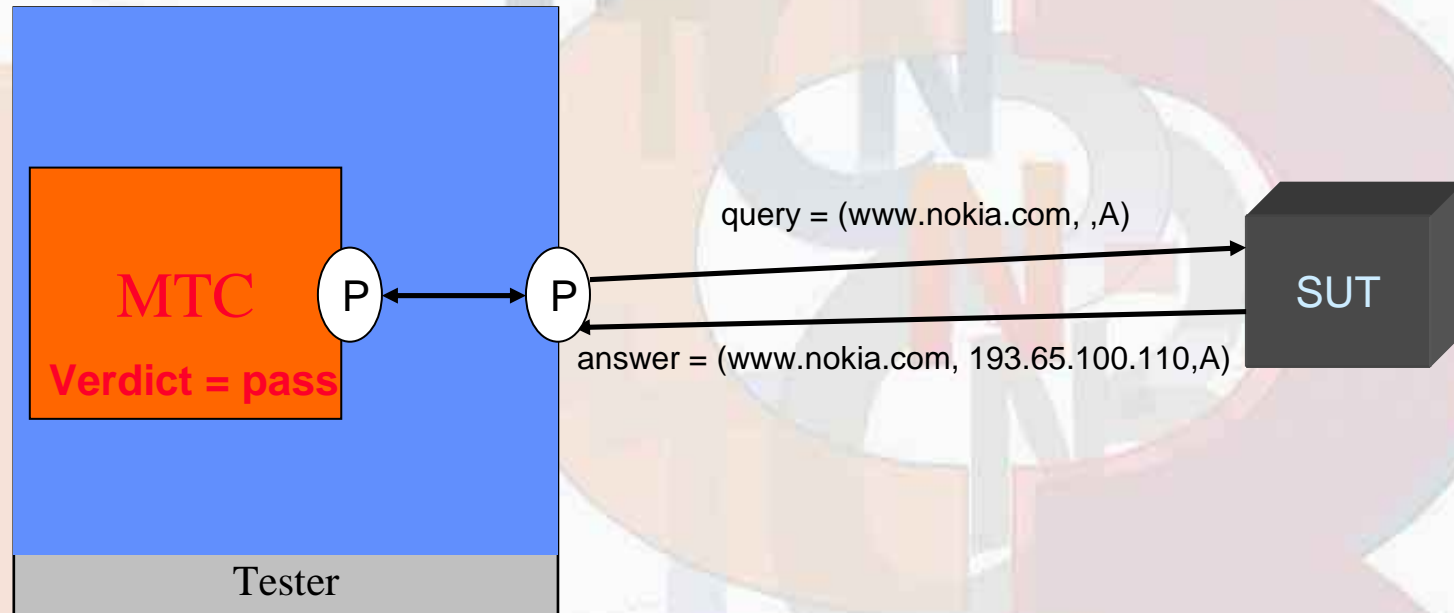 MTC
Verdict = pass
P
P
query = (www.nokia.com, ,A)
answer = (www.nokia.com, 193.65.100.110,A)
SUT
Tester